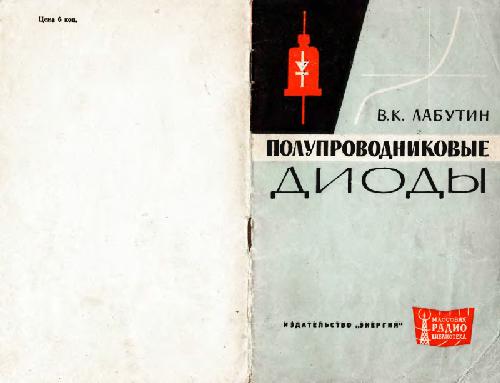 Цена 6 коп.
В. К. ЛАБУТИН
ПОЛУПРОВОДНИКОВЫЕ
ДИОДЫ
ИЗДАТЕЛЬСТВО „ЭНЕРГИЯ“
МАССОВАЯ
РАДИО
БИБЛИОТЕКА